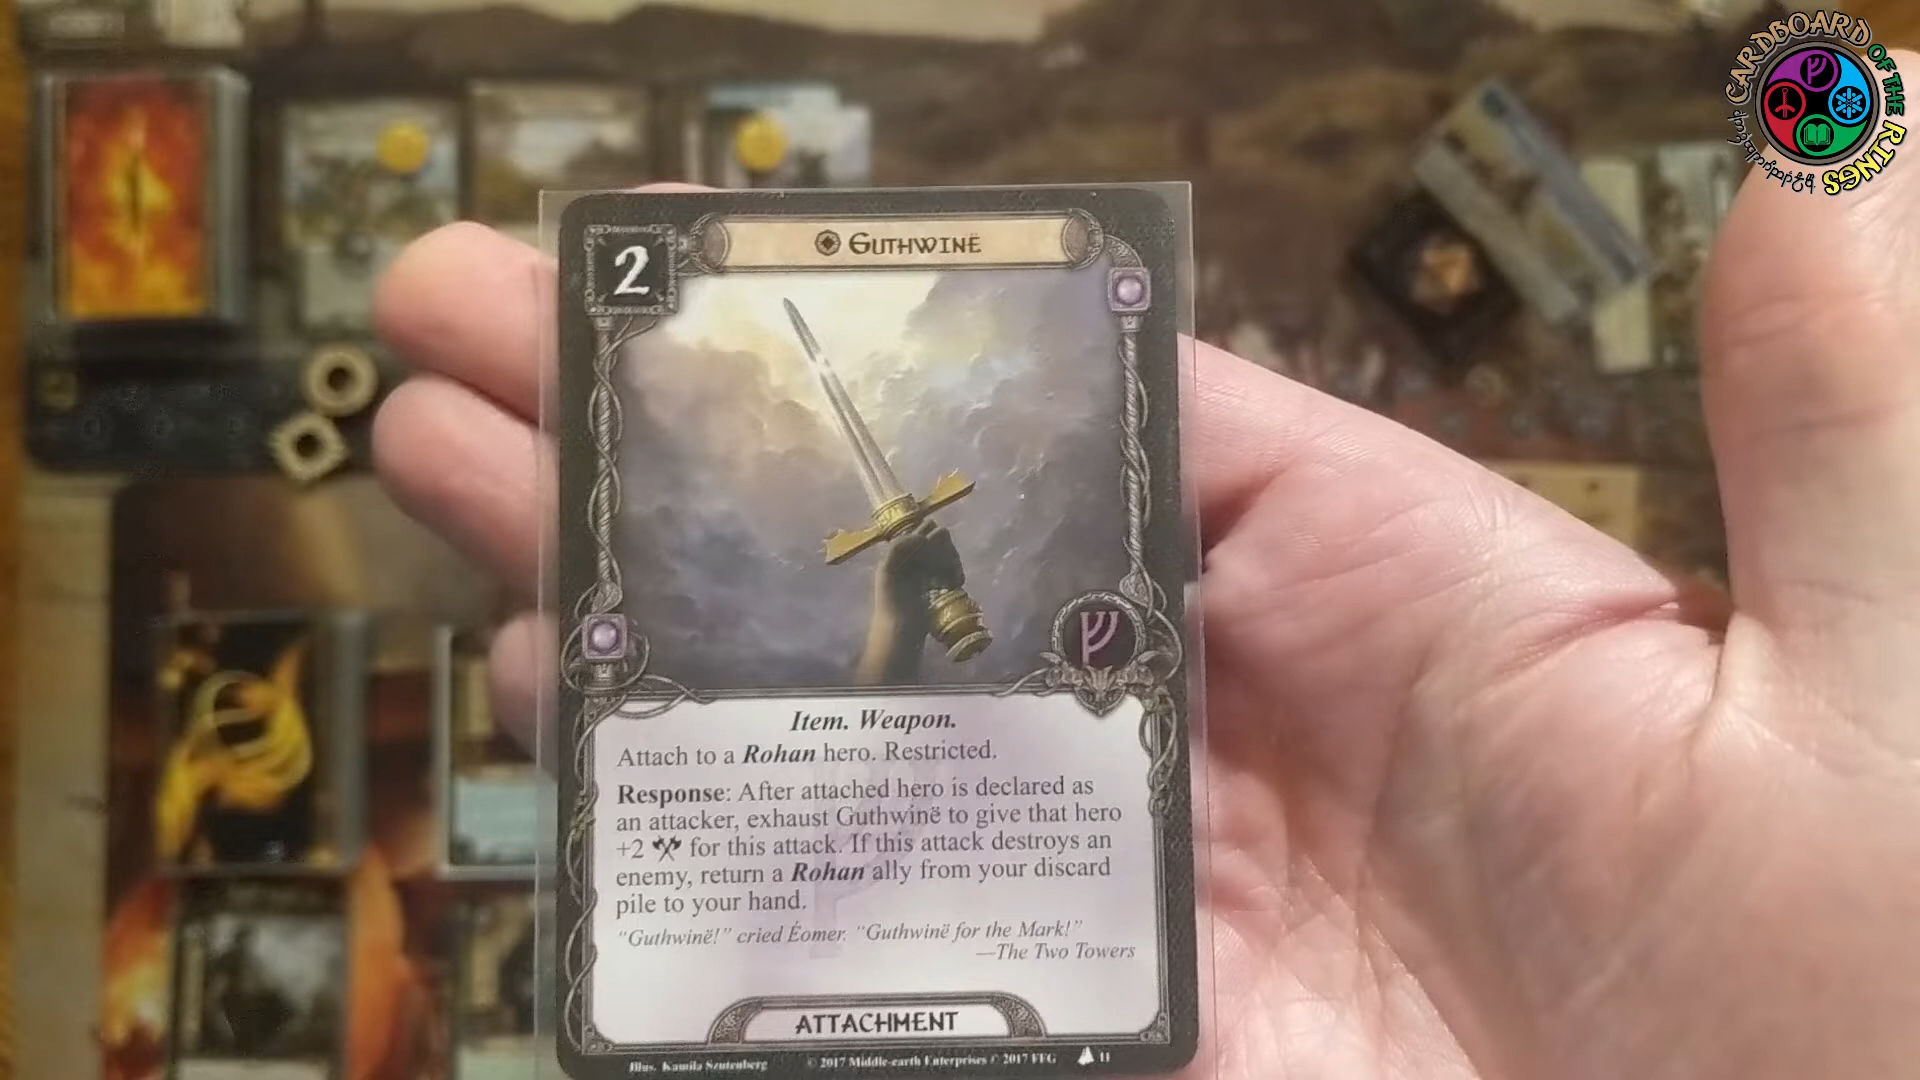 CARDBOARD OF THE RINGS
2
GUTHWINË
Item. Weapon.
Attach to a Rohan hero. Restricted.
Response: After attached hero is declared as
an attacker, exhaust Guthwinë to give that hero
+2 for this attack. If this attack destroys an
enemy, return a Rohan ally from your discard
pile to your hand.
“Guthwinë!” cried Éomer. “Guthwinë for the Mark!”
—The Two Towers
ATTACHMENT
Illus. Kamila Szutenberg © 2017 Middle-earth Enterprises © 2017 FFG 11